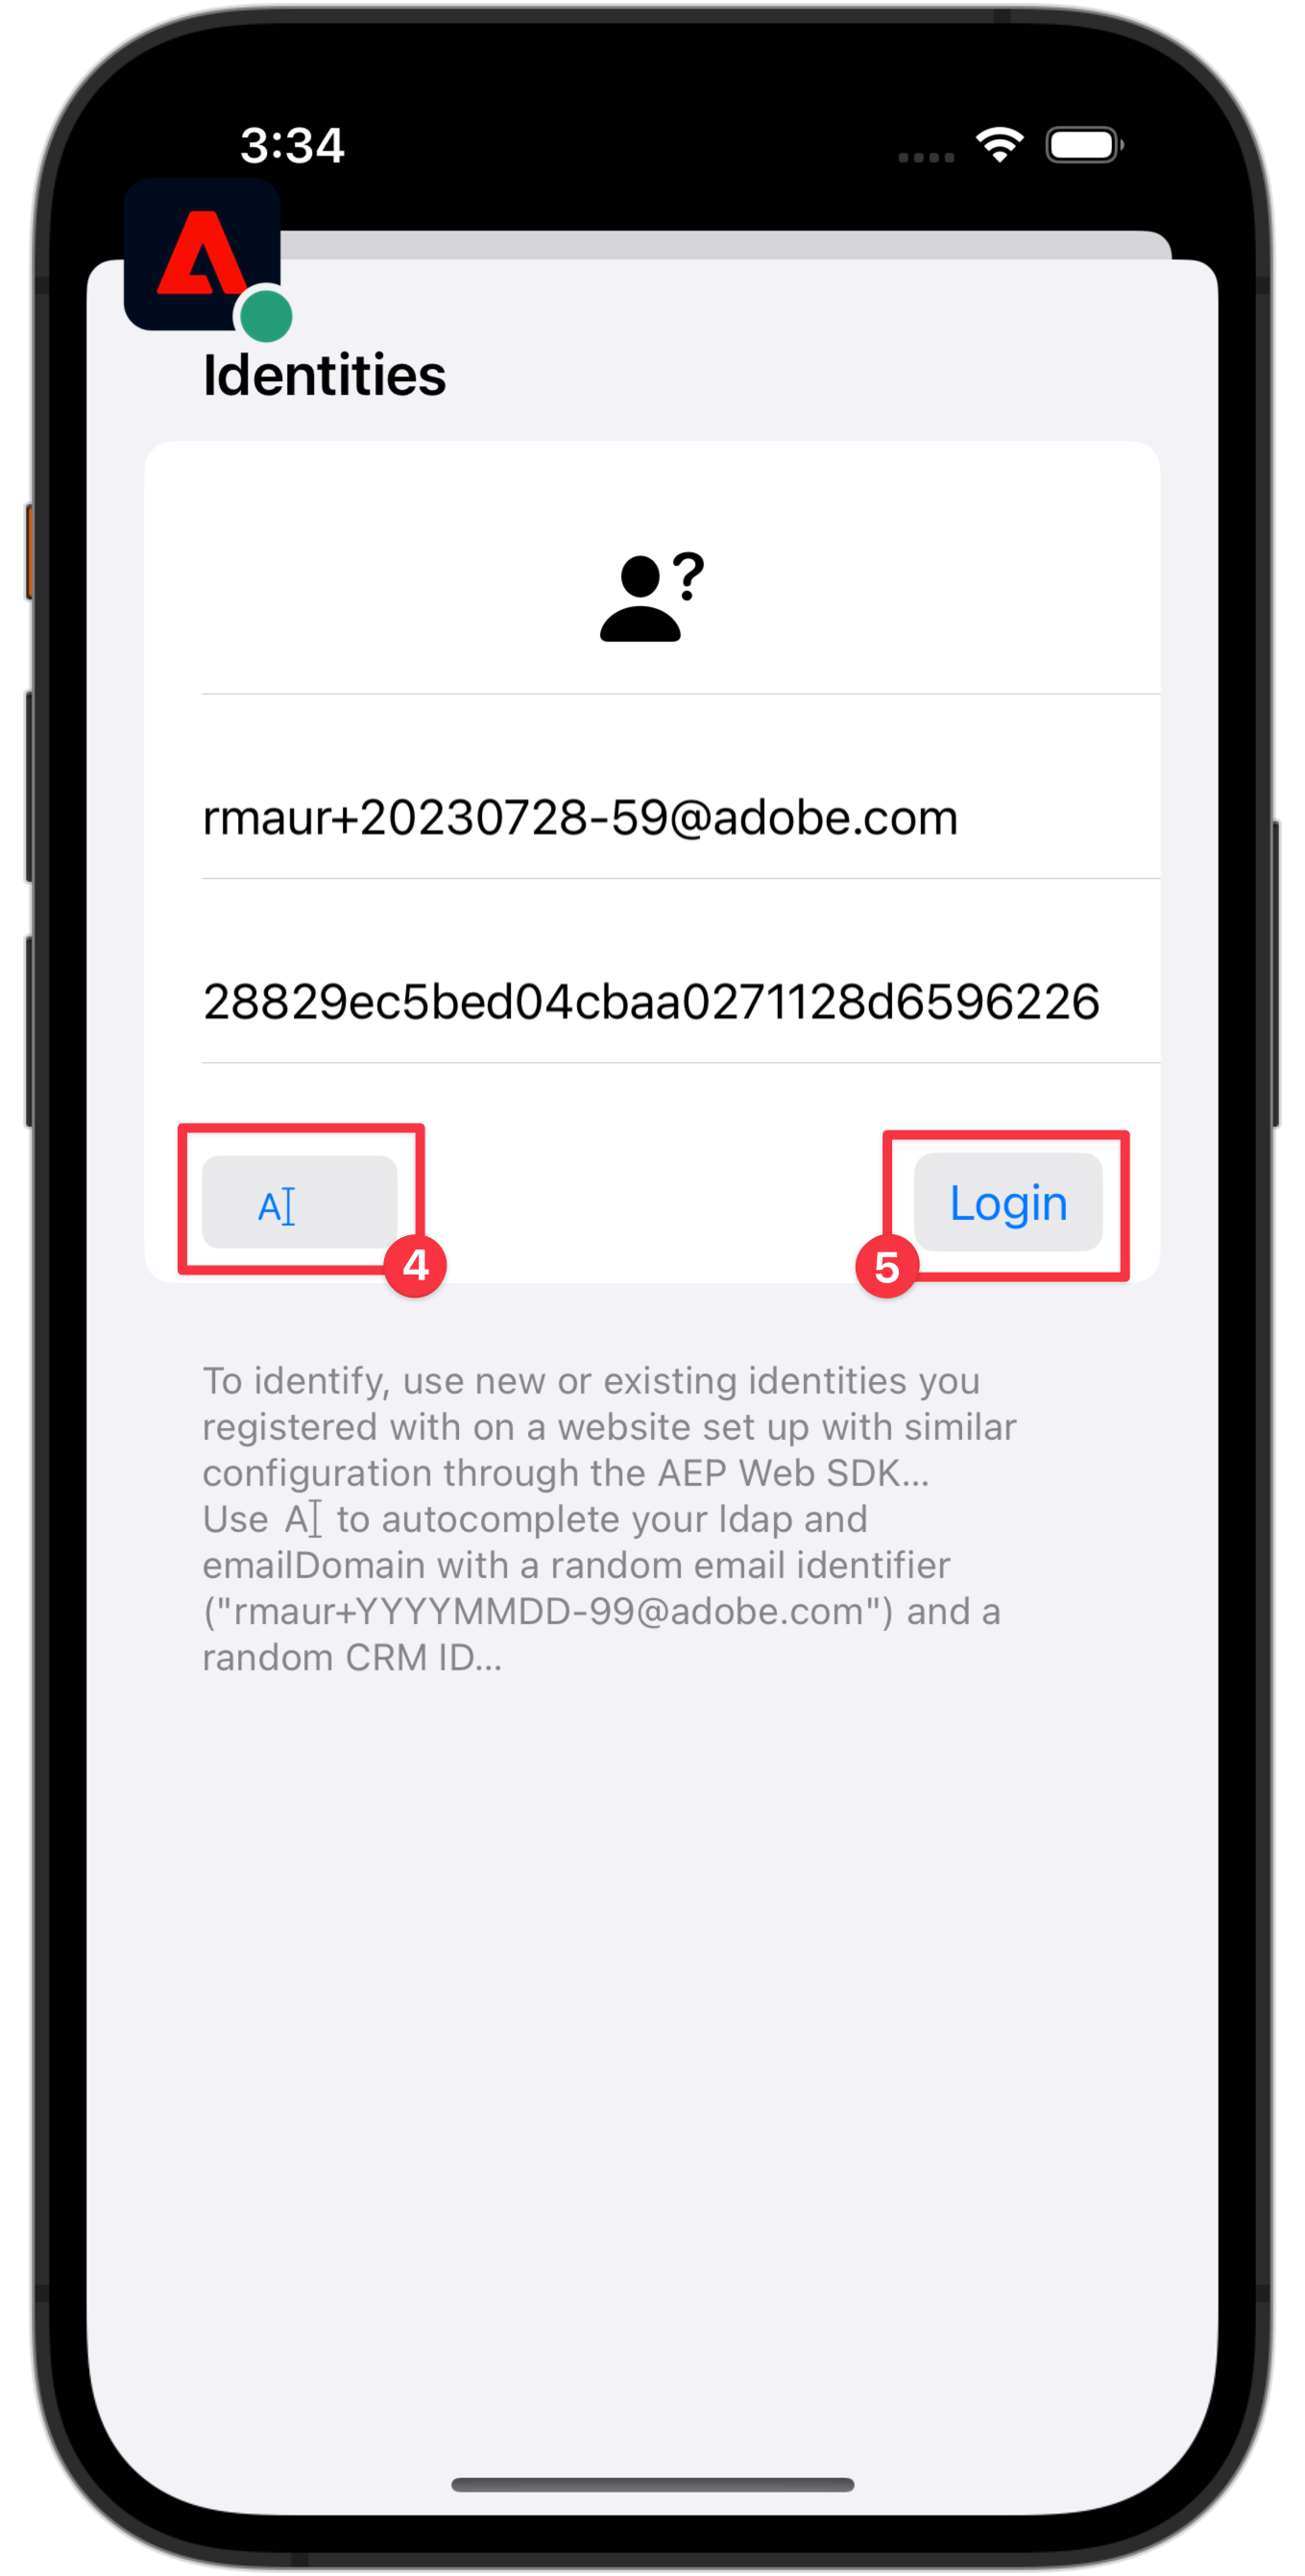 3:34
Identities
?
rmaur+20230728-59@adobe.com
28829ec5bed04cbaa0271128d6596226
A
Login
4
5
To identify, use new or existing identities you
registered with on a website set up with similar
configuration through the AEP Web SDK...
Use A to autocomplete your ldap and
emailDomain with a random email identifier
("rmaur+YYYYMMDD-99@adobe.com") and a
random CRM ID...